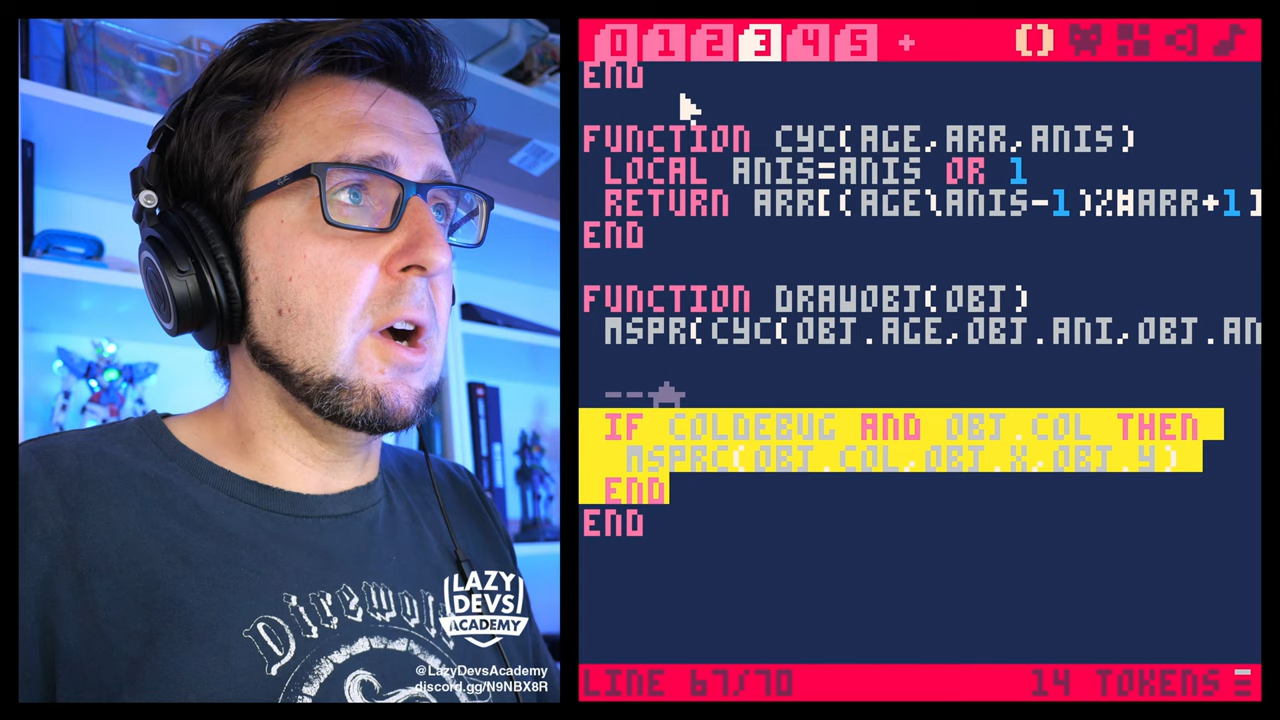 0 1 2 3 4 5 + ()
END
FUNCTION CYC(AGE,ARR,ANIS)
LOCAL ANIS=ANIS OR 1
RETURN ARR[(AGE\ANIS-1)%#ARR+1]
END
FUNCTION DRAWOBJ(OBJ)
MSPR(CYC(OBJ.AGE,OBJ.ANI,OBJ.AN
--
IF COLDEBUG AND OBJ.COL THEN
MSPRC(OBJ.COL,OBJ.X,OBJ.Y)
END
END
LINE 67/70 14 TOKENS
Direwol
LAZY
DEVS
ACADEMY
@LazyDevsAcademy
discord.gg/N9NBX8R